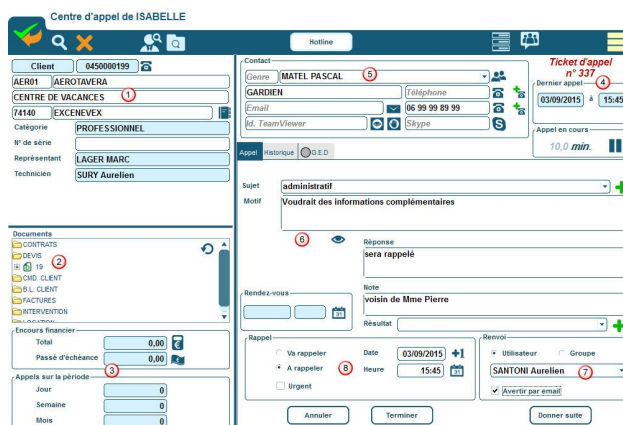 Centre d'appel de ISABELLE
Hotline
Client 0450000199
AER01 AEROTAVERA
CENTRE DE VACANCES 1
74140 EXCENEVEX
Catégorie PROFESSIONNEL
N° de série
Représentant LAGER MARC
Technicien SURY Aurelien
Documents
CONTRATS
DEVIS
19 2
CMD. CLIENT
B.L. CLIENT
FACTURES
INTERVENTION
Encours financier
Total 0,00
Passé d'échéance 0,00
3
Appels sur la période
Jour 0
Semaine 0
Mois 0
Contact
Genre MATEL PASCAL 5
GARDIEN Téléphone
Email 06 99 99 89 99
Id. TeamViewer Skype
Ticket d'appel
n° 337
Dernier appel 4
03/09/2015 à 15:45
Appel en cours
10,0 min.
Appel Historique G.E.D
Sujet administratif
Motif Voudrait des informations complémentaires
6
Réponse
sera rappelé
Note
voisin de Mme Pierre
Rendez-vous
31
Résultat
Rappel
Va rappeler Date 03/09/2015 +1
A rappeler 8 Heure 15:45 31
Urgent
Renvoi
Utilisateur Groupe
SANTONI Aurelien 7
Avertir par email
Annuler Terminer Donner suite